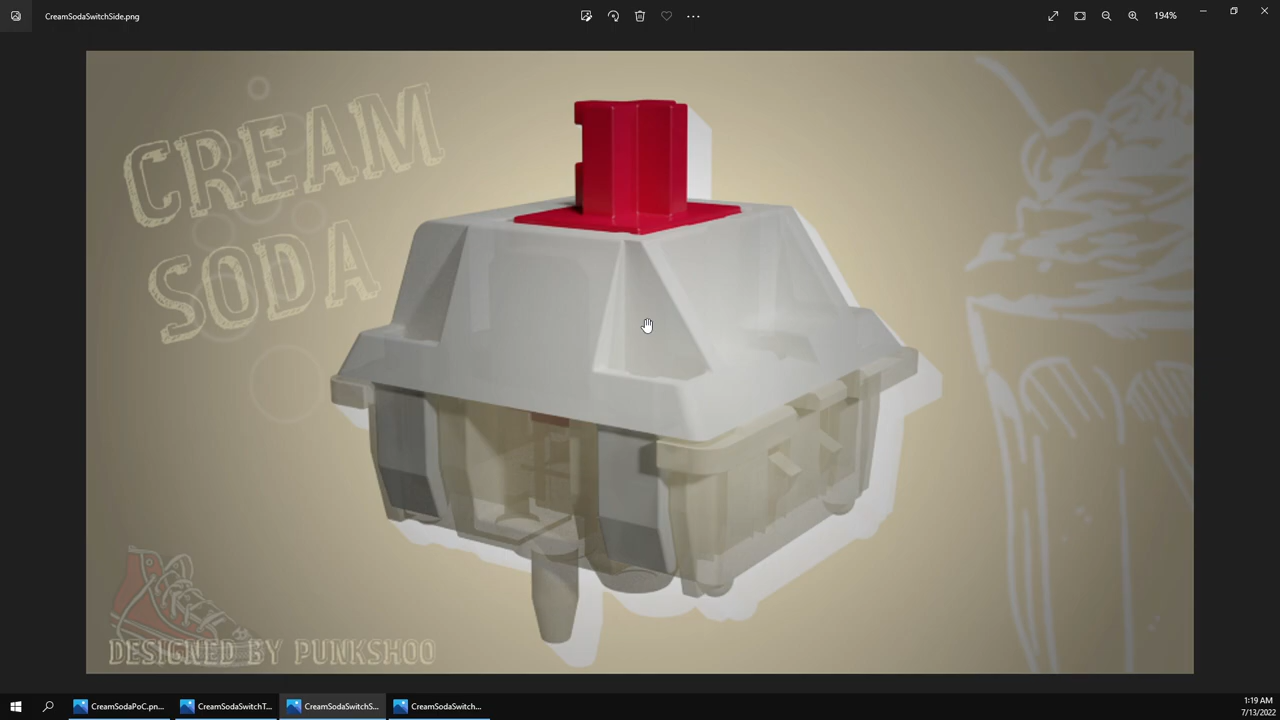 CreamSodaSwitchSide.png
194%
CREAM
SODA
DESIGNED BY PUNKSHOO
CreamSodaPoC.pn...
CreamSodaSwitchT...
CreamSodaSwitchS...
CreamSodaSwitch...
1:19 AM
7/13/2022